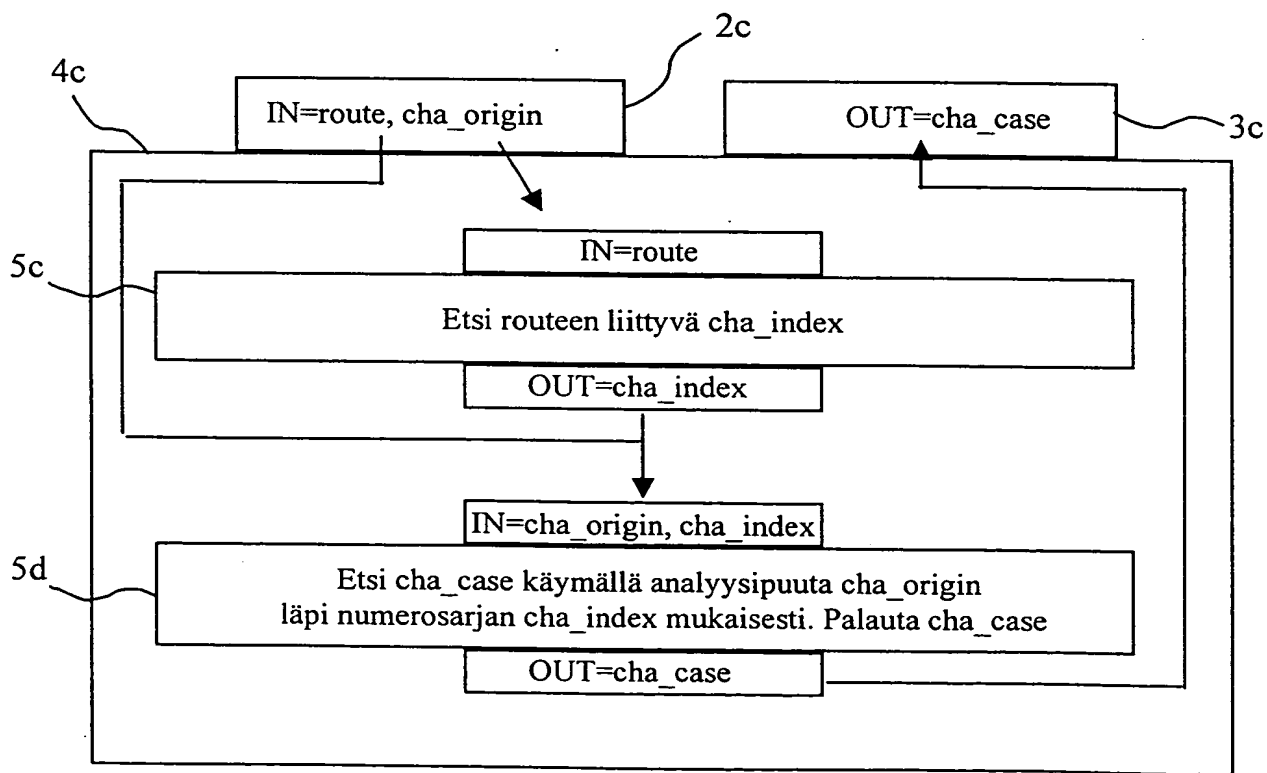 2c
4c
IN=route, cha_origin
OUT=cha_case
3c
IN=route
5c
Etsi routeen liittyvä cha_index
OUT=cha_index
IN=cha_origin, cha_index
5d
Etsi cha_case käymällä analyysipuuta cha_origin
läpi numerosarjan cha_index mukaisesti. Palauta cha_case
OUT=cha_case